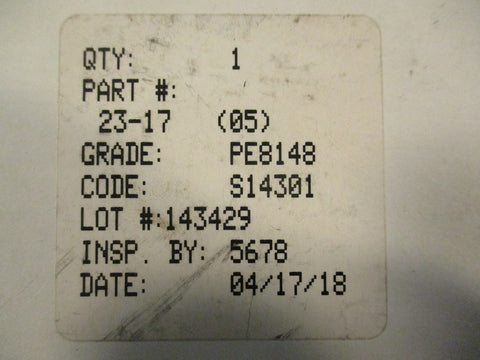 QTY: 1
PART #:
23-17 (05)
GRADE: PE8148
CODE: S14301
LOT #:143429
INSP. BY: 5678
DATE: 04/17/18